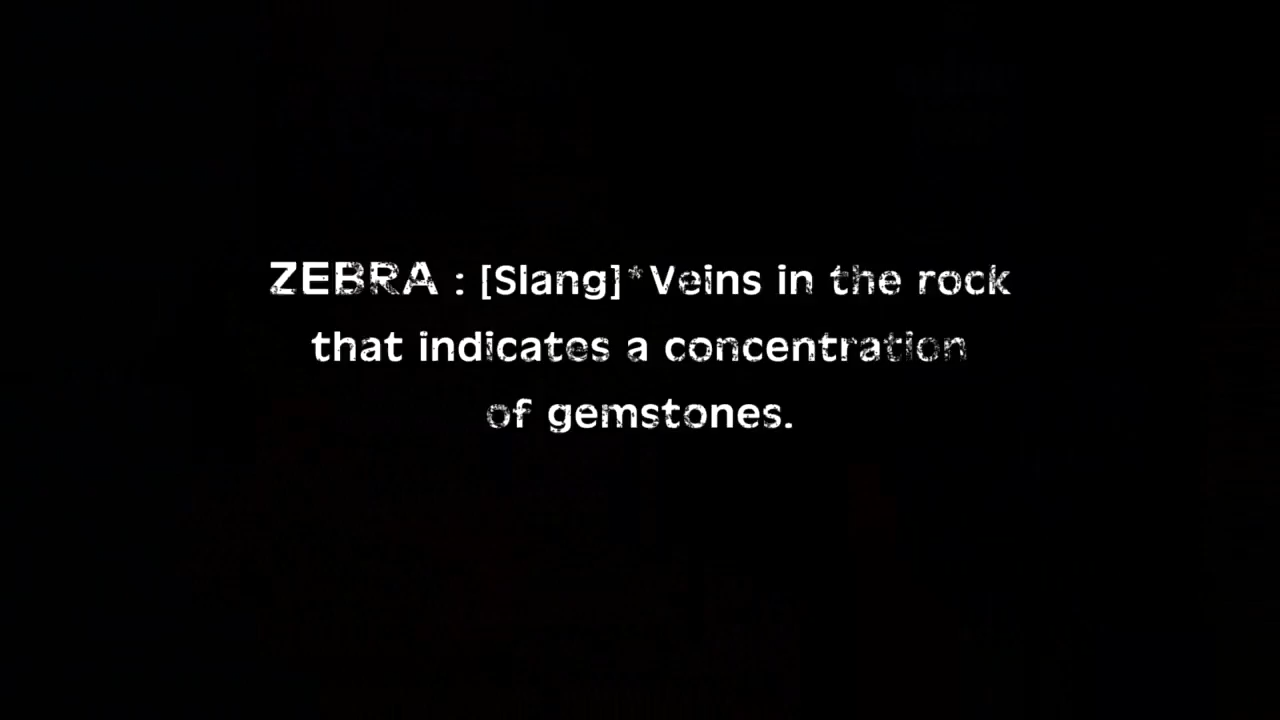 ZEBRA : [Slang]*Veins in the rock
that indicates a concentration
of gemstones.